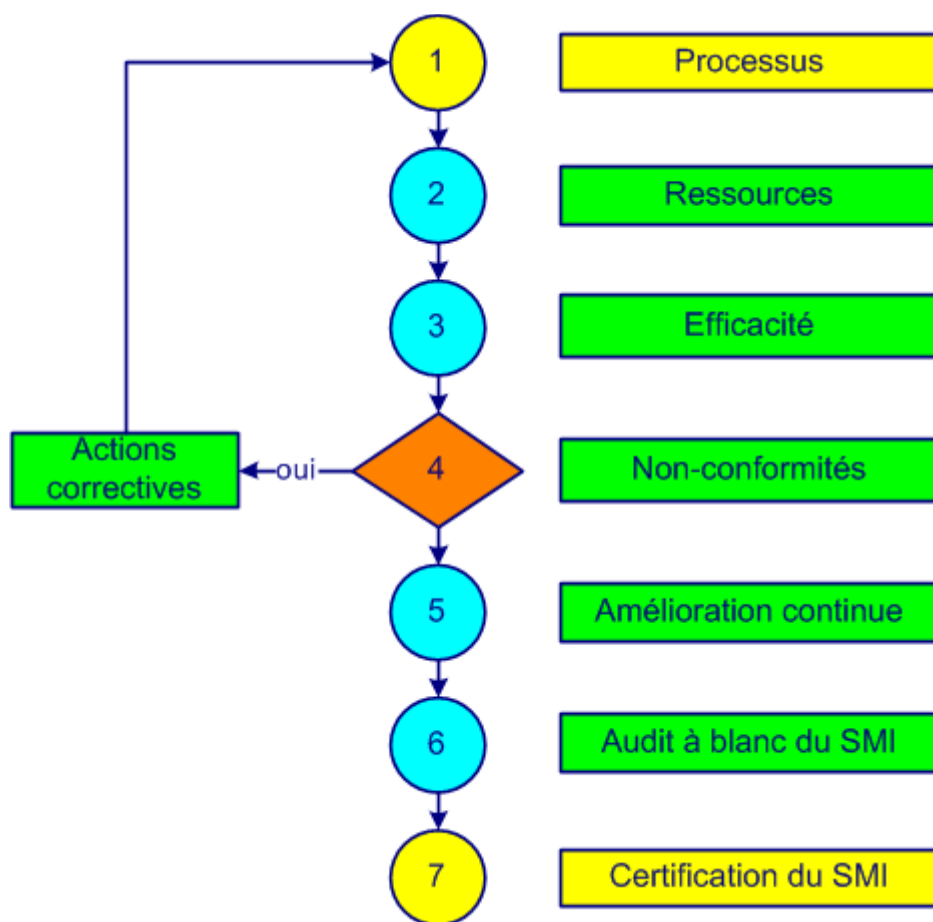 1
Processus
2
Ressources
3
Efficacité
Actions
correctives
oui
4
Non-conformités
5
Amélioration continue
6
Audit à blanc du SMI
7
Certification du SMI